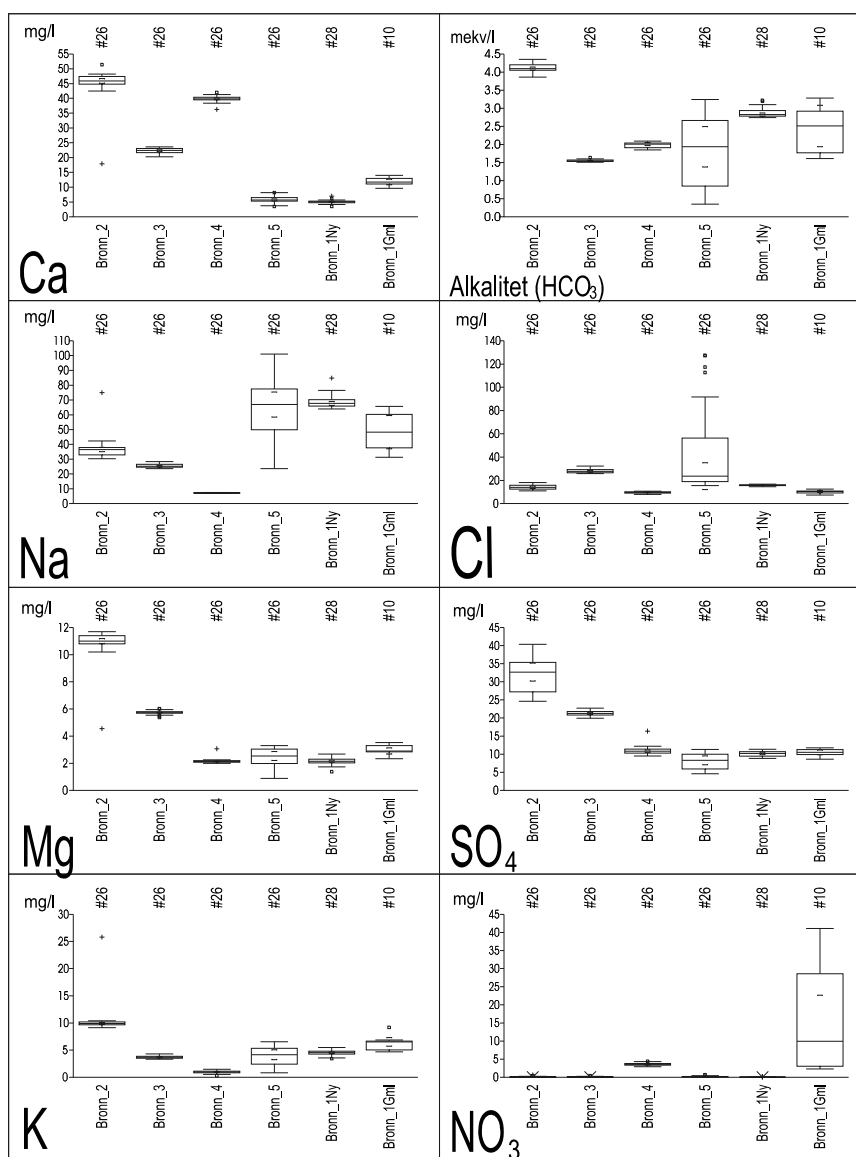 mg/l
#26 #26 #26 #26 #28 #10
55
50
45
40
35
30
25
20
15
10
5
0
Bronn_2 Bronn_3 Bronn_4 Bronn_5 Bronn_1Ny Bronn_1Gml
Ca
mekv/l
#26 #26 #26 #26 #28 #10
4.5
4.0
3.5
3.0
2.5
2.0
1.5
1.0
0.5
0.0
Bronn_2 Bronn_3 Bronn_4 Bronn_5 Bronn_1Ny Bronn_1Gml
Alkalitet (HCO₃)
mg/l
#26 #26 #26 #26 #28 #10
110
100
90
80
70
60
50
40
30
20
10
0
Bronn_2 Bronn_3 Bronn_4 Bronn_5 Bronn_1Ny Bronn_1Gml
Na
mg/l
#26 #26 #26 #26 #28 #10
140
120
100
80
60
40
20
0
Bronn_2 Bronn_3 Bronn_4 Bronn_5 Bronn_1Ny Bronn_1Gml
Cl
mg/l
#26 #26 #26 #26 #28 #10
12
10
8
6
4
2
0
Bronn_2 Bronn_3 Bronn_4 Bronn_5 Bronn_1Ny Bronn_1Gml
Mg
mg/l
#26 #26 #26 #26 #28 #10
45
40
35
30
25
20
15
10
5
0
Bronn_2 Bronn_3 Bronn_4 Bronn_5 Bronn_1Ny Bronn_1Gml
SO₄
mg/l
#26 #26 #26 #26 #28 #10
30
25
20
15
10
5
0
Bronn_2 Bronn_3 Bronn_4 Bronn_5 Bronn_1Ny Bronn_1Gml
K
mg/l
#26 #26 #26 #26 #28 #10
45
40
35
30
25
20
15
10
5
0
Bronn_2 Bronn_3 Bronn_4 Bronn_5 Bronn_1Ny Bronn_1Gml
NO₃